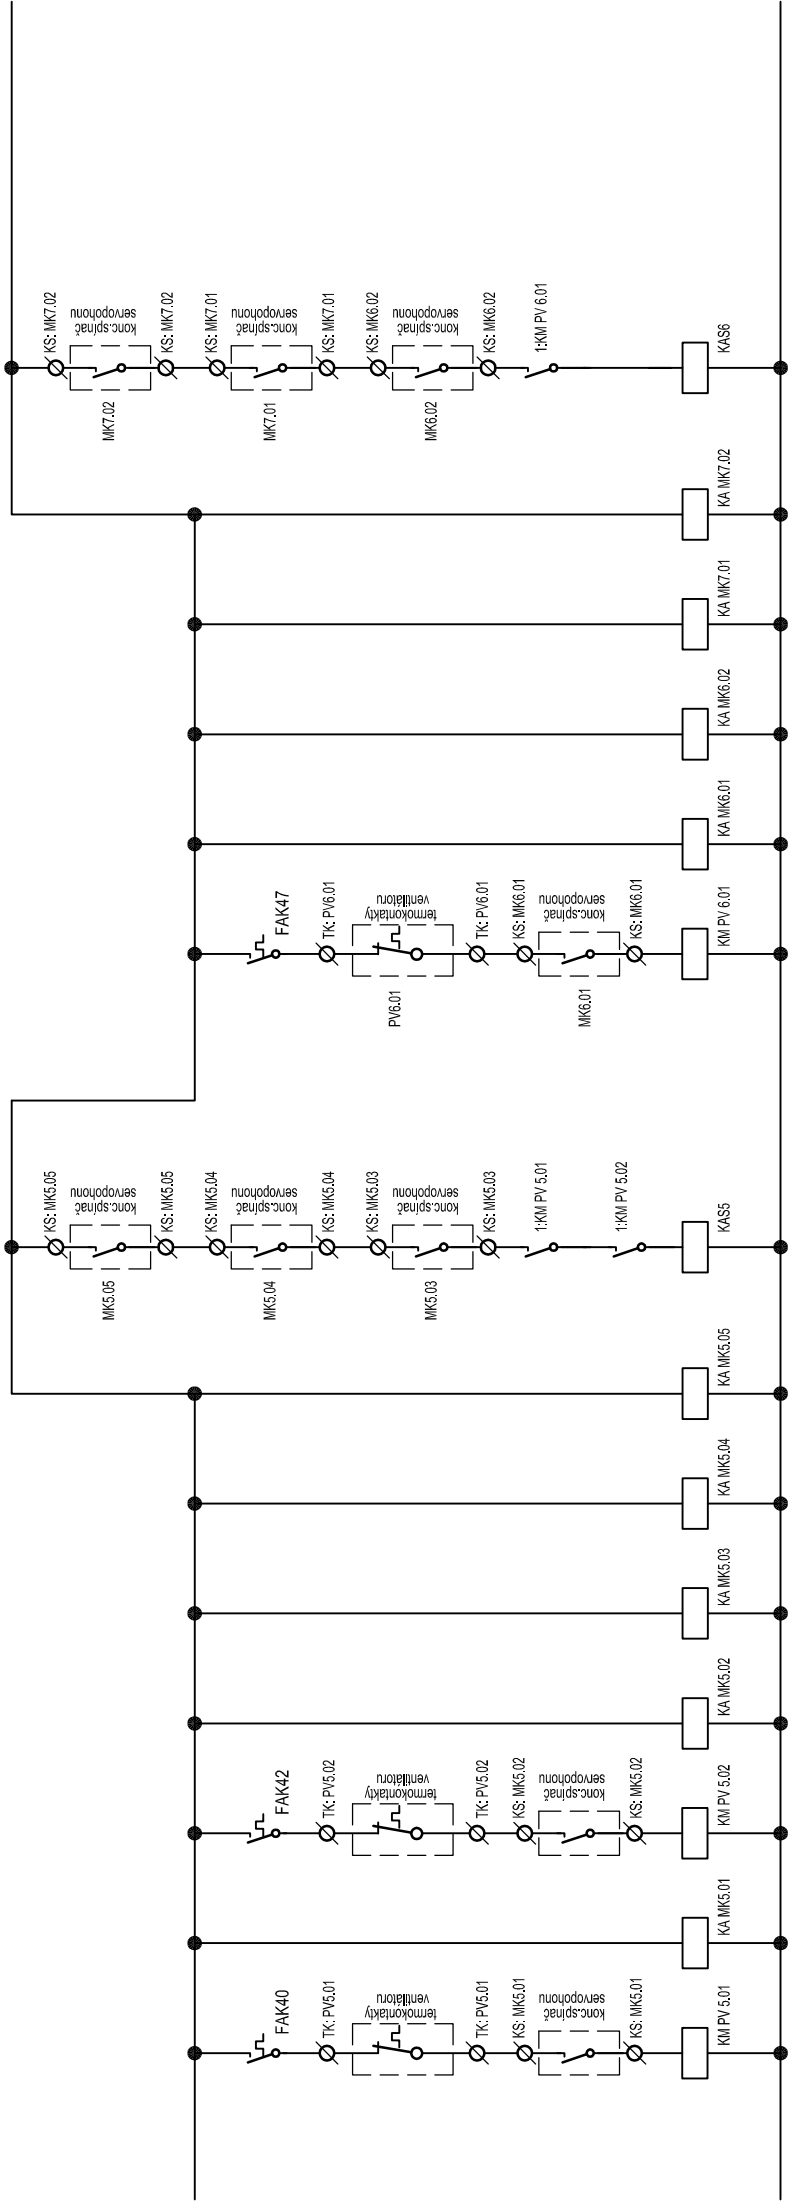 KS: MK7.02
konc.spínač
servopohonu
MK7.02
KS: MK7.02
KS: MK7.01
konc.spínač
servopohonu
MK7.01
KS: MK7.01
KS: MK6.02
konc.spínač
servopohonu
MK6.02
KS: MK6.02
1:KM PV 6.01
KAS6
KA MK7.02
KA MK7.01
KA MK6.02
KA MK6.01
FAK47
TK: PV6.01
termokontakty
ventilátoru
PV6.01
TK: PV6.01
KS: MK6.01
konc.spínač
servopohonu
MK6.01
KS: MK6.01
KM PV 6.01
KS: MK5.05
konc.spínač
servopohonu
MK5.05
KS: MK5.05
KS: MK5.04
konc.spínač
servopohonu
MK5.04
KS: MK5.04
KS: MK5.03
konc.spínač
servopohonu
MK5.03
KS: MK5.03
1:KM PV 5.01
1:KM PV 5.02
KAS5
KA MK5.05
KA MK5.04
KA MK5.03
KA MK5.02
FAK42
TK: PV5.02
termokontakty
ventilátoru
TK: PV5.02
KS: MK5.02
konc.spínač
servopohonu
KS: MK5.02
KM PV 5.02
KA MK5.01
FAK40
TK: PV5.01
termokontakty
ventilátoru
TK: PV5.01
KS: MK5.01
konc.spínač
servopohonu
KS: MK5.01
KM PV 5.01